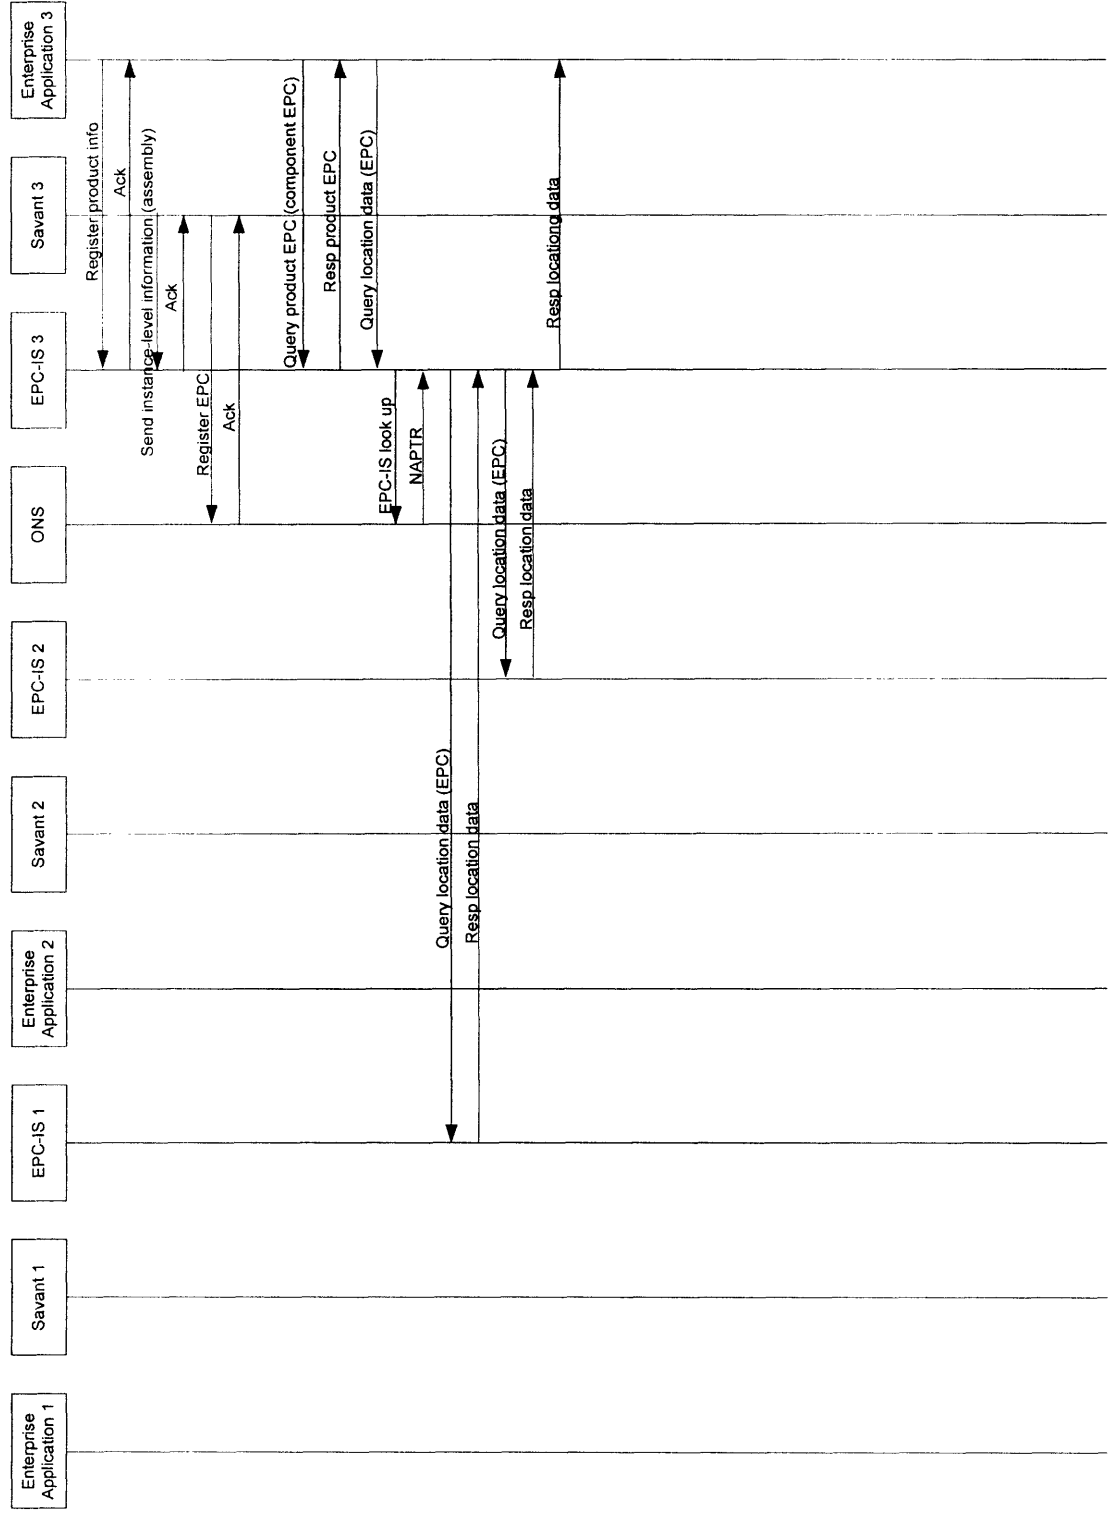 Enterprise
Application 1
Savant 1
EPC-IS 1
Enterprise
Application 2
Savant 2
EPC-IS 2
ONS
EPC-IS 3
Savant 3
Enterprise
Application 3
Register product info
Ack
Send instance-level information (assembly)
Ack
Register EPC
Ack
Query product EPC (component EPC)
Resp product EPC
Query location data (EPC)
EPC-IS look up
NAPTR
Query location data (EPC)
Resp location data
Query location data (EPC)
Resp location data
Resp locationg data